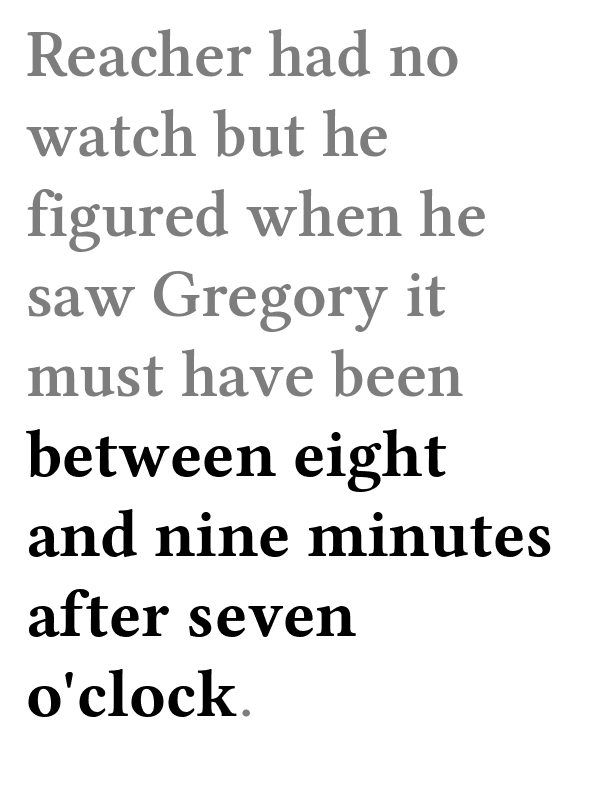 Reacher had no
watch but he
figured when he
saw Gregory it
must have been
between eight
and nine minutes
after seven
o'clock.